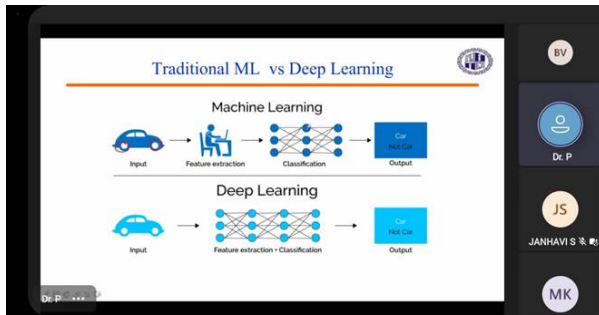 Traditional ML vs Deep Learning
Machine Learning
Input
Feature extraction
Classification
Car
Not Car
Output
Deep Learning
Input
Feature extraction + Classification
Car
Not Car
Output
Dr. P ...
BV
Dr. P
JS
JANHAVI S
MK